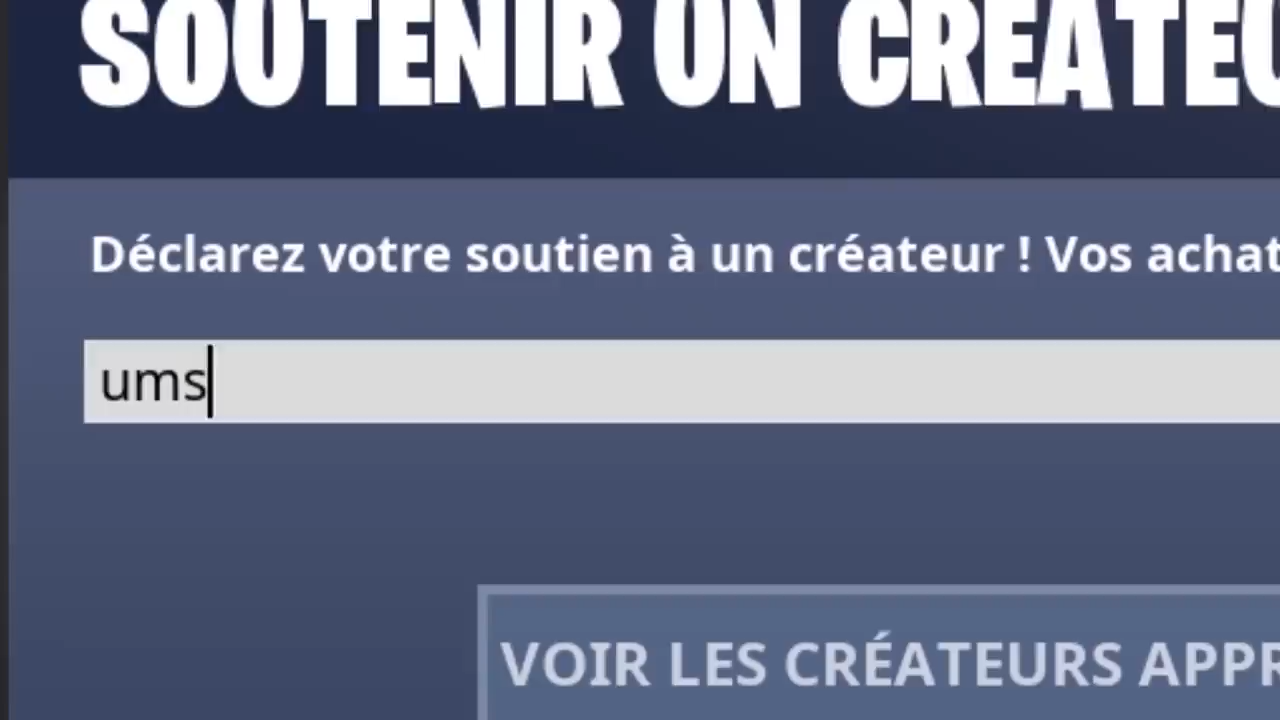 SOUTENIR UN CRÉATEU
Déclarez votre soutien à un créateur ! Vos achat
ums
VOIR LES CRÉATEURS APPR